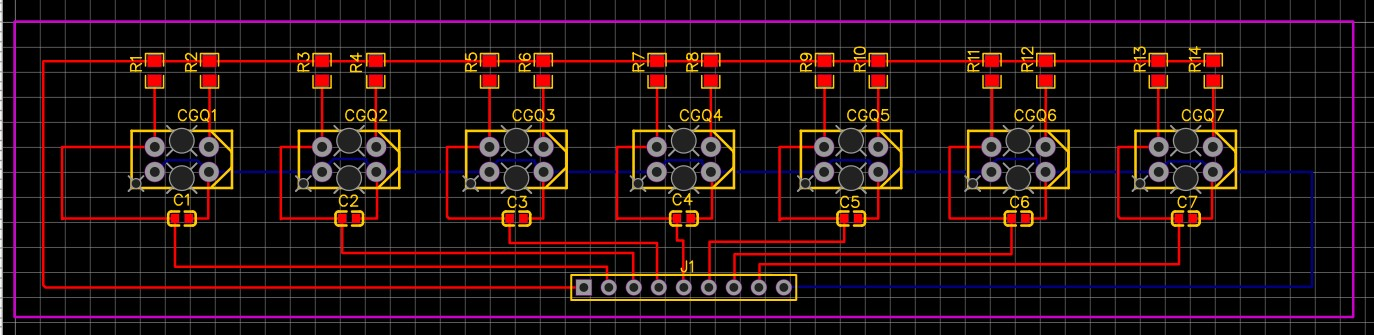 R1 R2 R3 R4 R5 R6 R7 R8 R9 R10 R11 R12 R13 R14
CGQ1 CGQ2 CGQ3 CGQ4 CGQ5 CGQ6 CGQ7
C1 C2 C3 C4 C5 C6 C7
J1